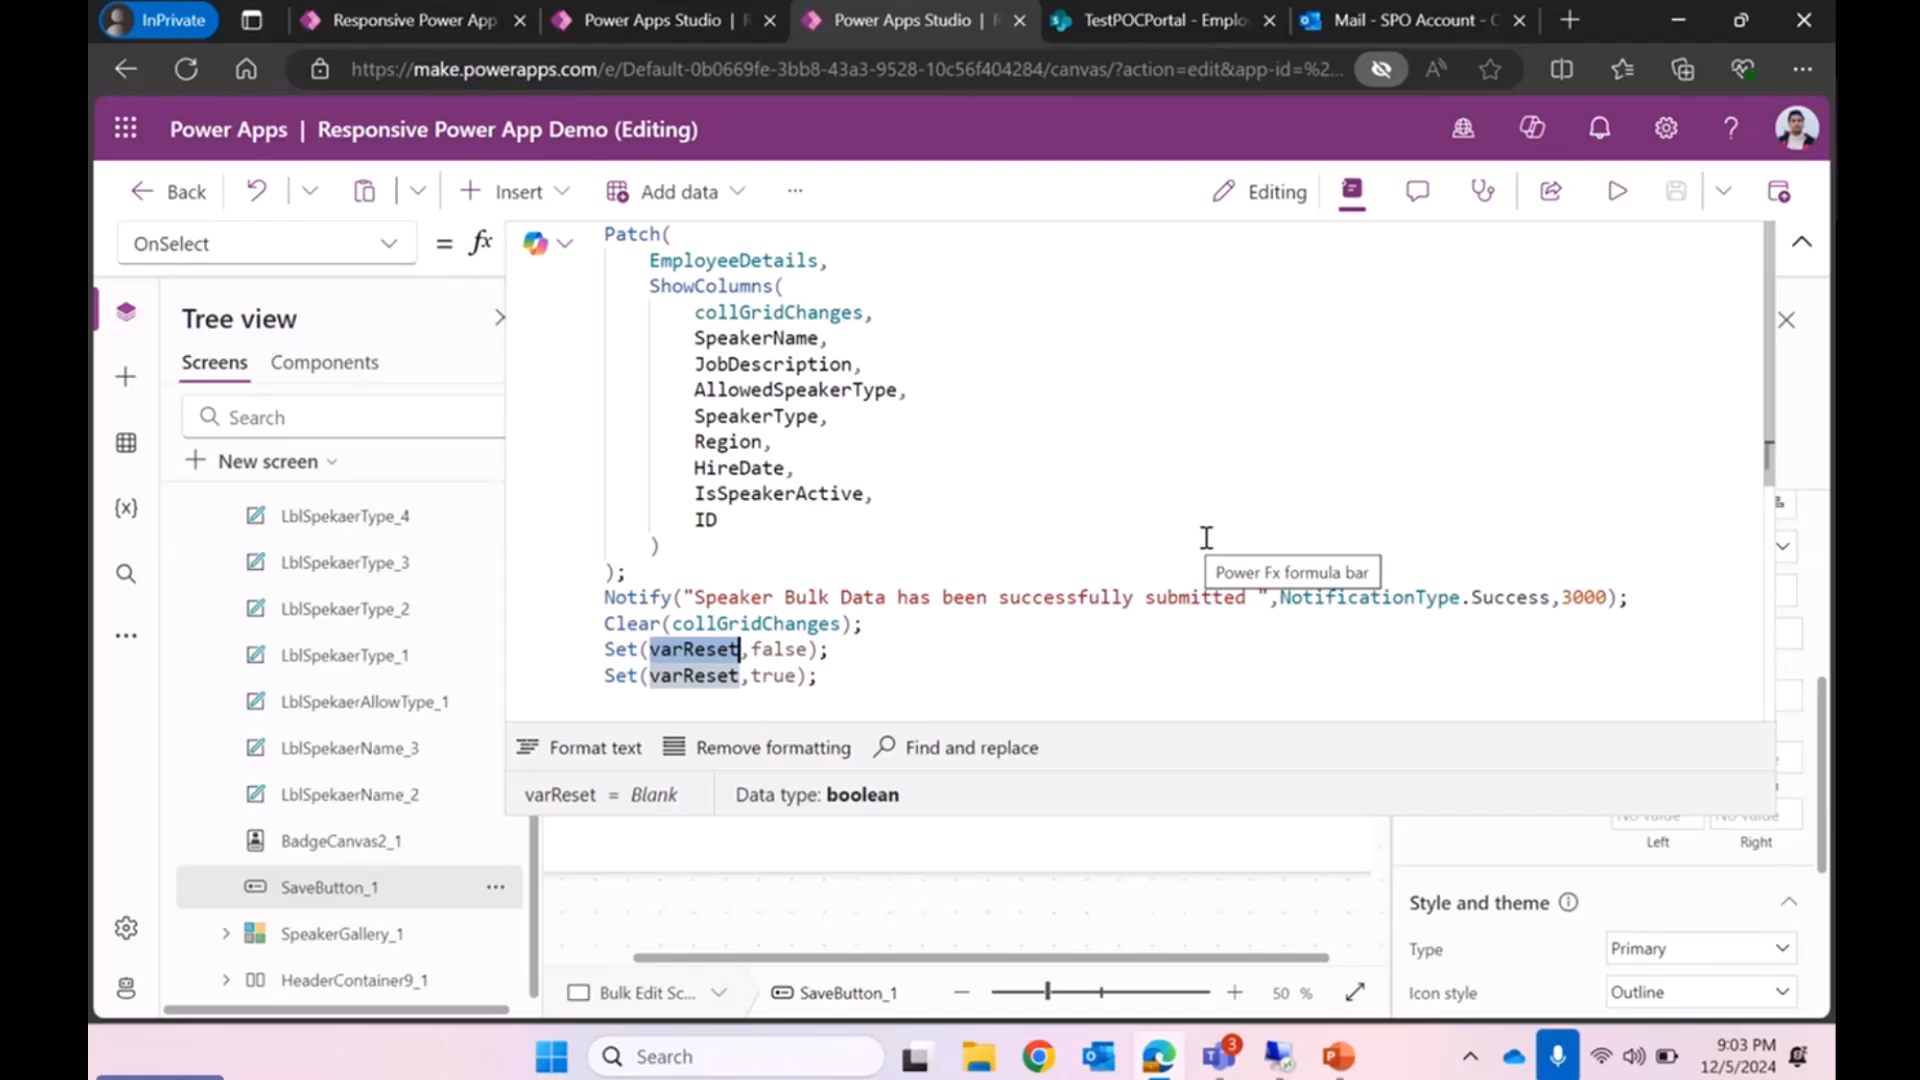 InPrivate
Responsive Power App
Power Apps Studio | F
Power Apps Studio |
TestPOCPortal - Emplo
Mail - SPO Account - O
https://make.powerapps.com/e/Default-0b0669fe-3bb8-43a3-9528-10c56f404284/canvas/?action=edit&app-id=%2...
Power Apps | Responsive Power App Demo (Editing)
Back
Insert
Add data
Editing
OnSelect
= fx
Patch(
EmployeeDetails,
ShowColumns(
collGridChanges,
SpeakerName,
JobDescription,
AllowedSpeakerType,
SpeakerType,
Region,
HireDate,
IsSpeakerActive,
ID
)
);
Notify("Speaker Bulk Data has been successfully submitted ",NotificationType.Success,3000);
Clear(collGridChanges);
Set(varReset,false);
Set(varReset,true);
Power Fx formula bar
Format text
Remove formatting
Find and replace
varReset = Blank
Data type: boolean
Tree view
Screens
Components
Search
New screen
LblSpekaerType_4
LblSpekaerType_3
LblSpekaerType_2
LblSpekaerType_1
LblSpekaerAllowType_1
LblSpekaerName_3
LblSpekaerName_2
BadgeCanvas2_1
SaveButton_1
SpeakerGallery_1
HeaderContainer9_1
Left
Right
Style and theme
Type
Primary
Icon style
Outline
Bulk Edit Sc...
SaveButton_1
50 %
Search
3
9:03 PM
12/5/2024